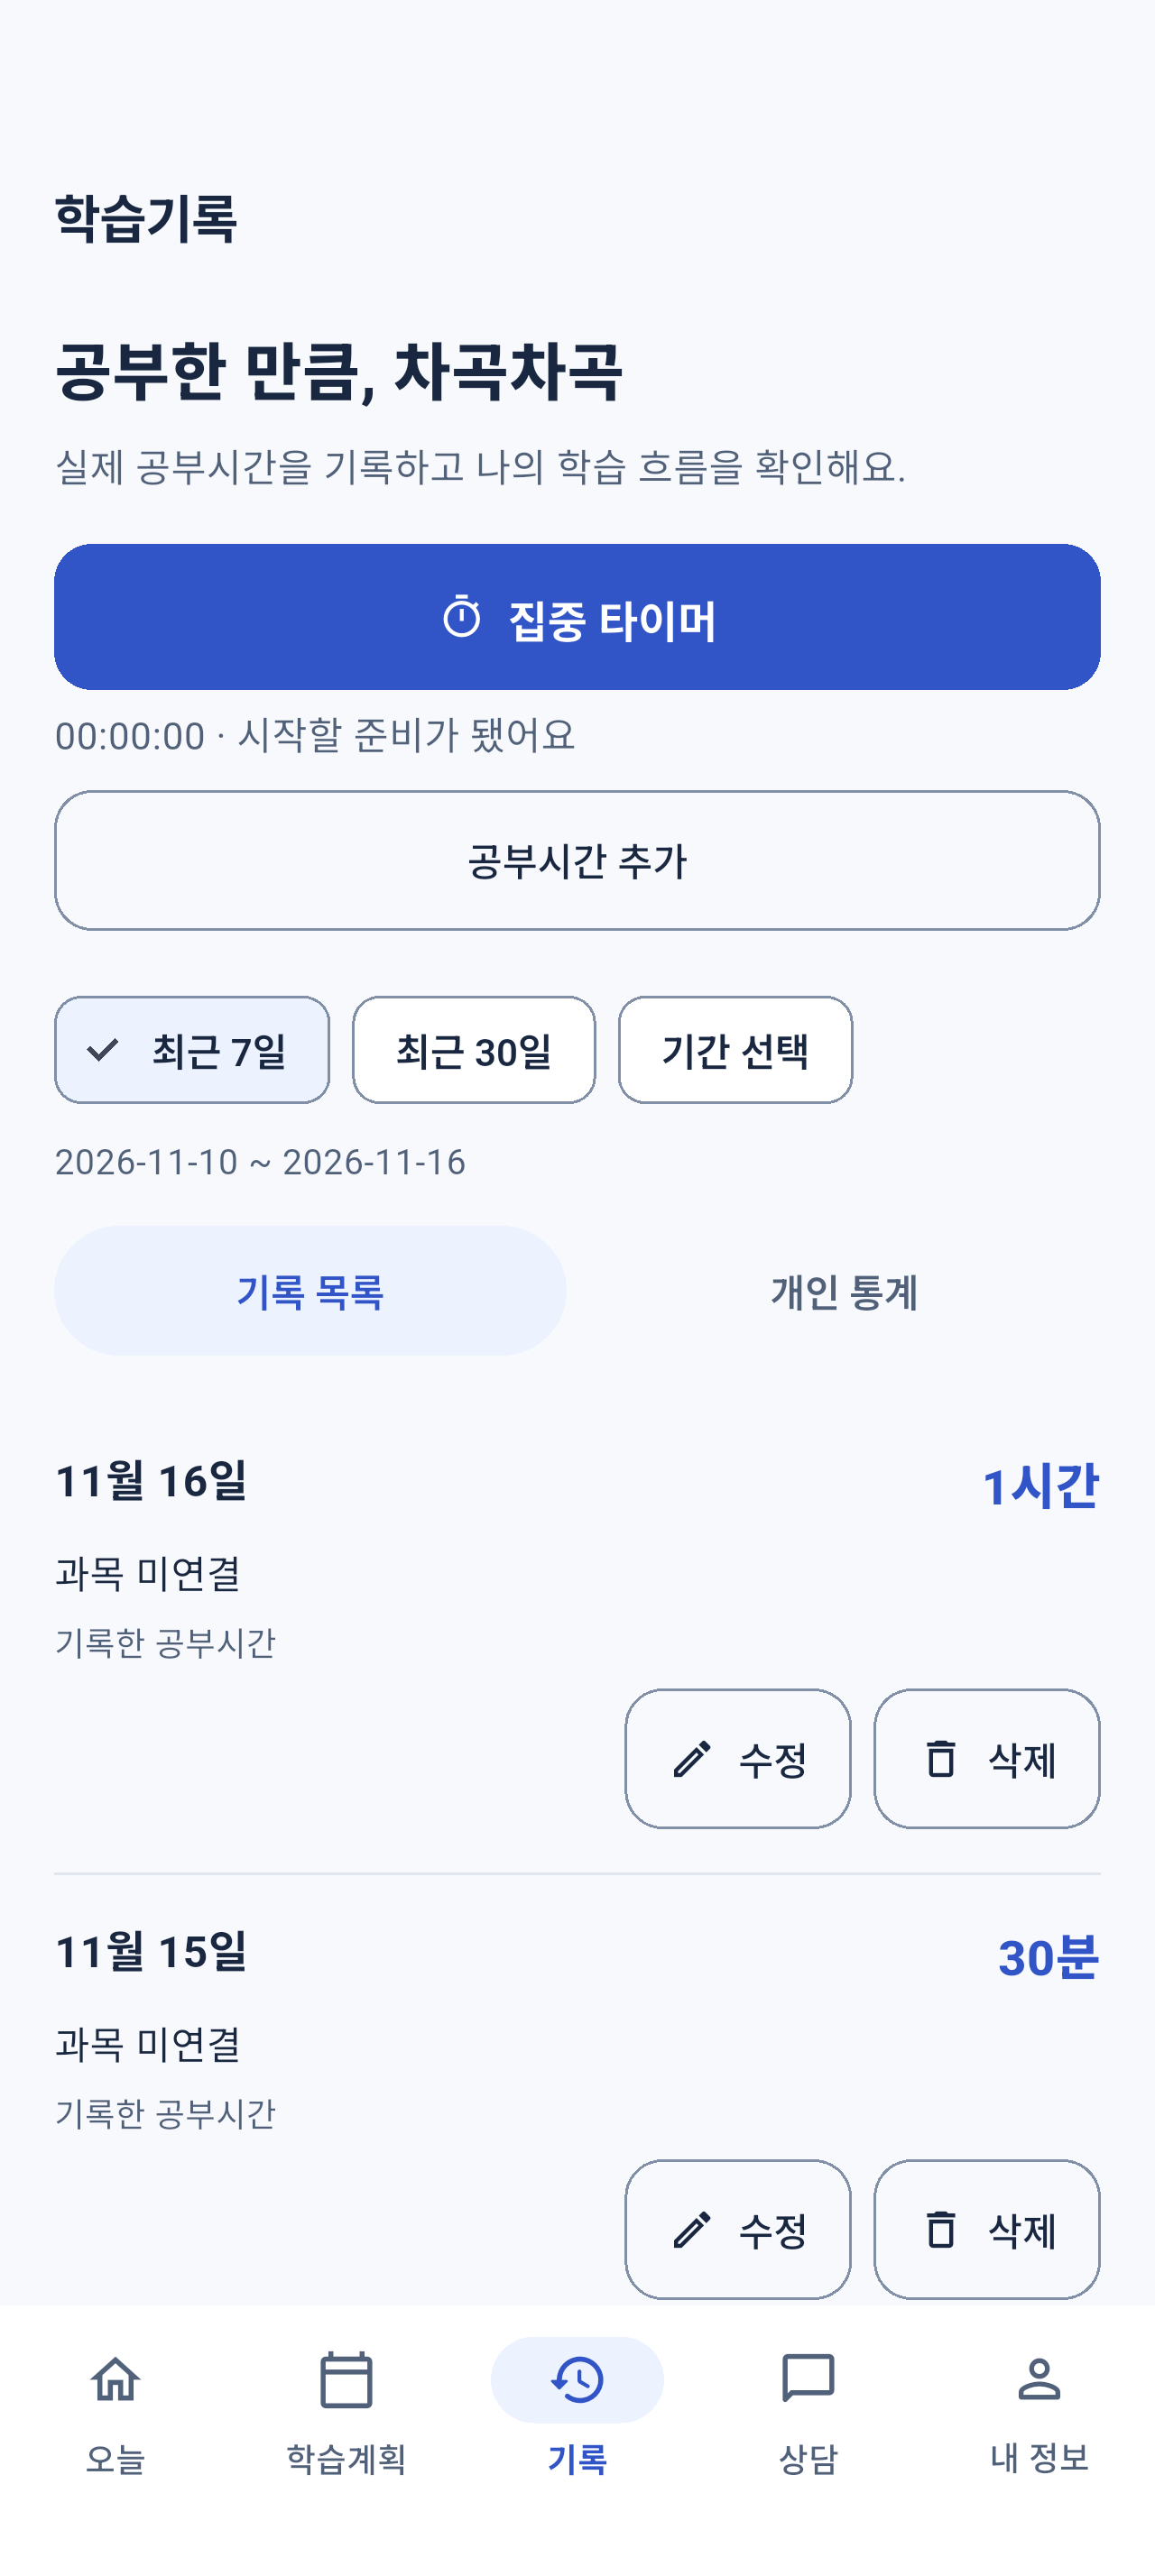 학습기록
공부한 만큼, 차곡차곡
실제 공부시간을 기록하고 나의 학습 흐름을 확인해요.
집중 타이머
00:00:00 · 시작할 준비가 됐어요
공부시간 추가
최근 7일 최근 30일 기간 선택
2026-11-10 ~ 2026-11-16
기록 목록 개인 통계
11월 16일 1시간
과목 미연결
기록한 공부시간
수정 삭제
11월 15일 30분
과목 미연결
기록한 공부시간
수정 삭제
오늘 학습계획 기록 상담 내 정보